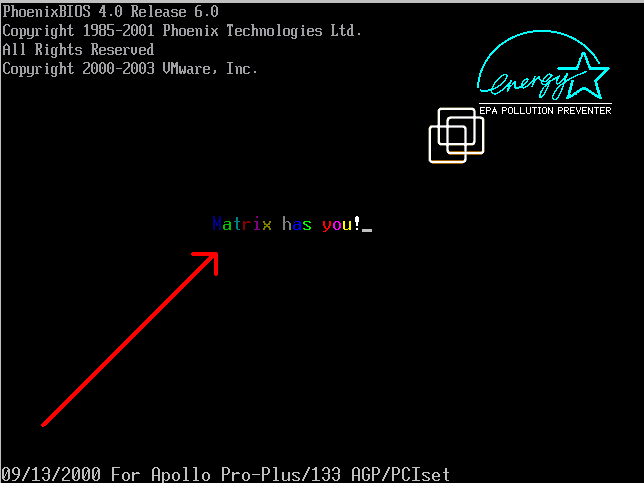 PhoenixBIOS 4.0 Release 6.0
Copyright 1985-2001 Phoenix Technologies Ltd.
All Rights Reserved
Copyright 2000-2003 VMware, Inc.
energy
EPA POLLUTION PREVENTER
Matrix has you!_
09/13/2000 For Apollo Pro-Plus/133 AGP/PCIset